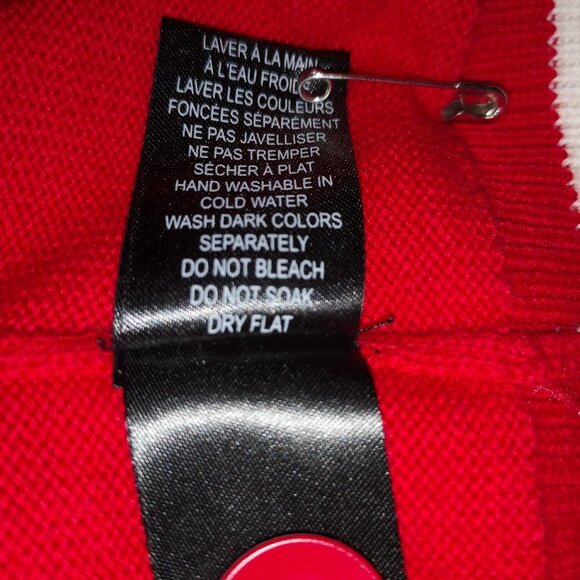 LAVER À LA MAIN
À L'EAU FROIDE
LAVER LES COULEURS
FONCÉES SÉPARÉMENT
NE PAS JAVELLISER
NE PAS TREMPER
SÉCHER À PLAT
HAND WASHABLE IN
COLD WATER
WASH DARK COLORS
SEPARATELY
DO NOT BLEACH
DO NOT SOAK
DRY FLAT